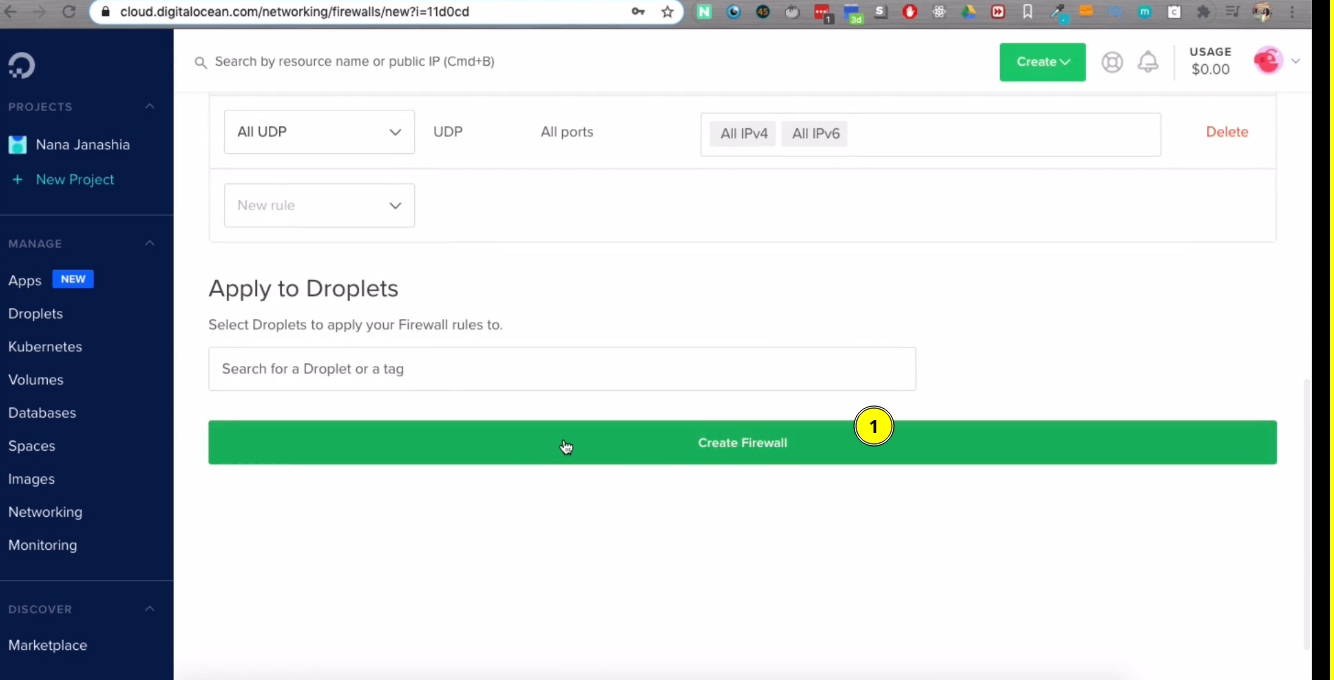 cloud.digitalocean.com/networking/firewalls/new?i=11d0cd
N
45
1
3d
S
m
C
Search by resource name or public IP (Cmd+B)
Create
USAGE
$0.00
PROJECTS
Nana Janashia
+ New Project
MANAGE
Apps NEW
Droplets
Kubernetes
Volumes
Databases
Spaces
Images
Networking
Monitoring
DISCOVER
Marketplace
All UDP UDP All ports All IPv4 All IPv6 Delete
New rule
Apply to Droplets
Select Droplets to apply your Firewall rules to.
Search for a Droplet or a tag
Create Firewall
1